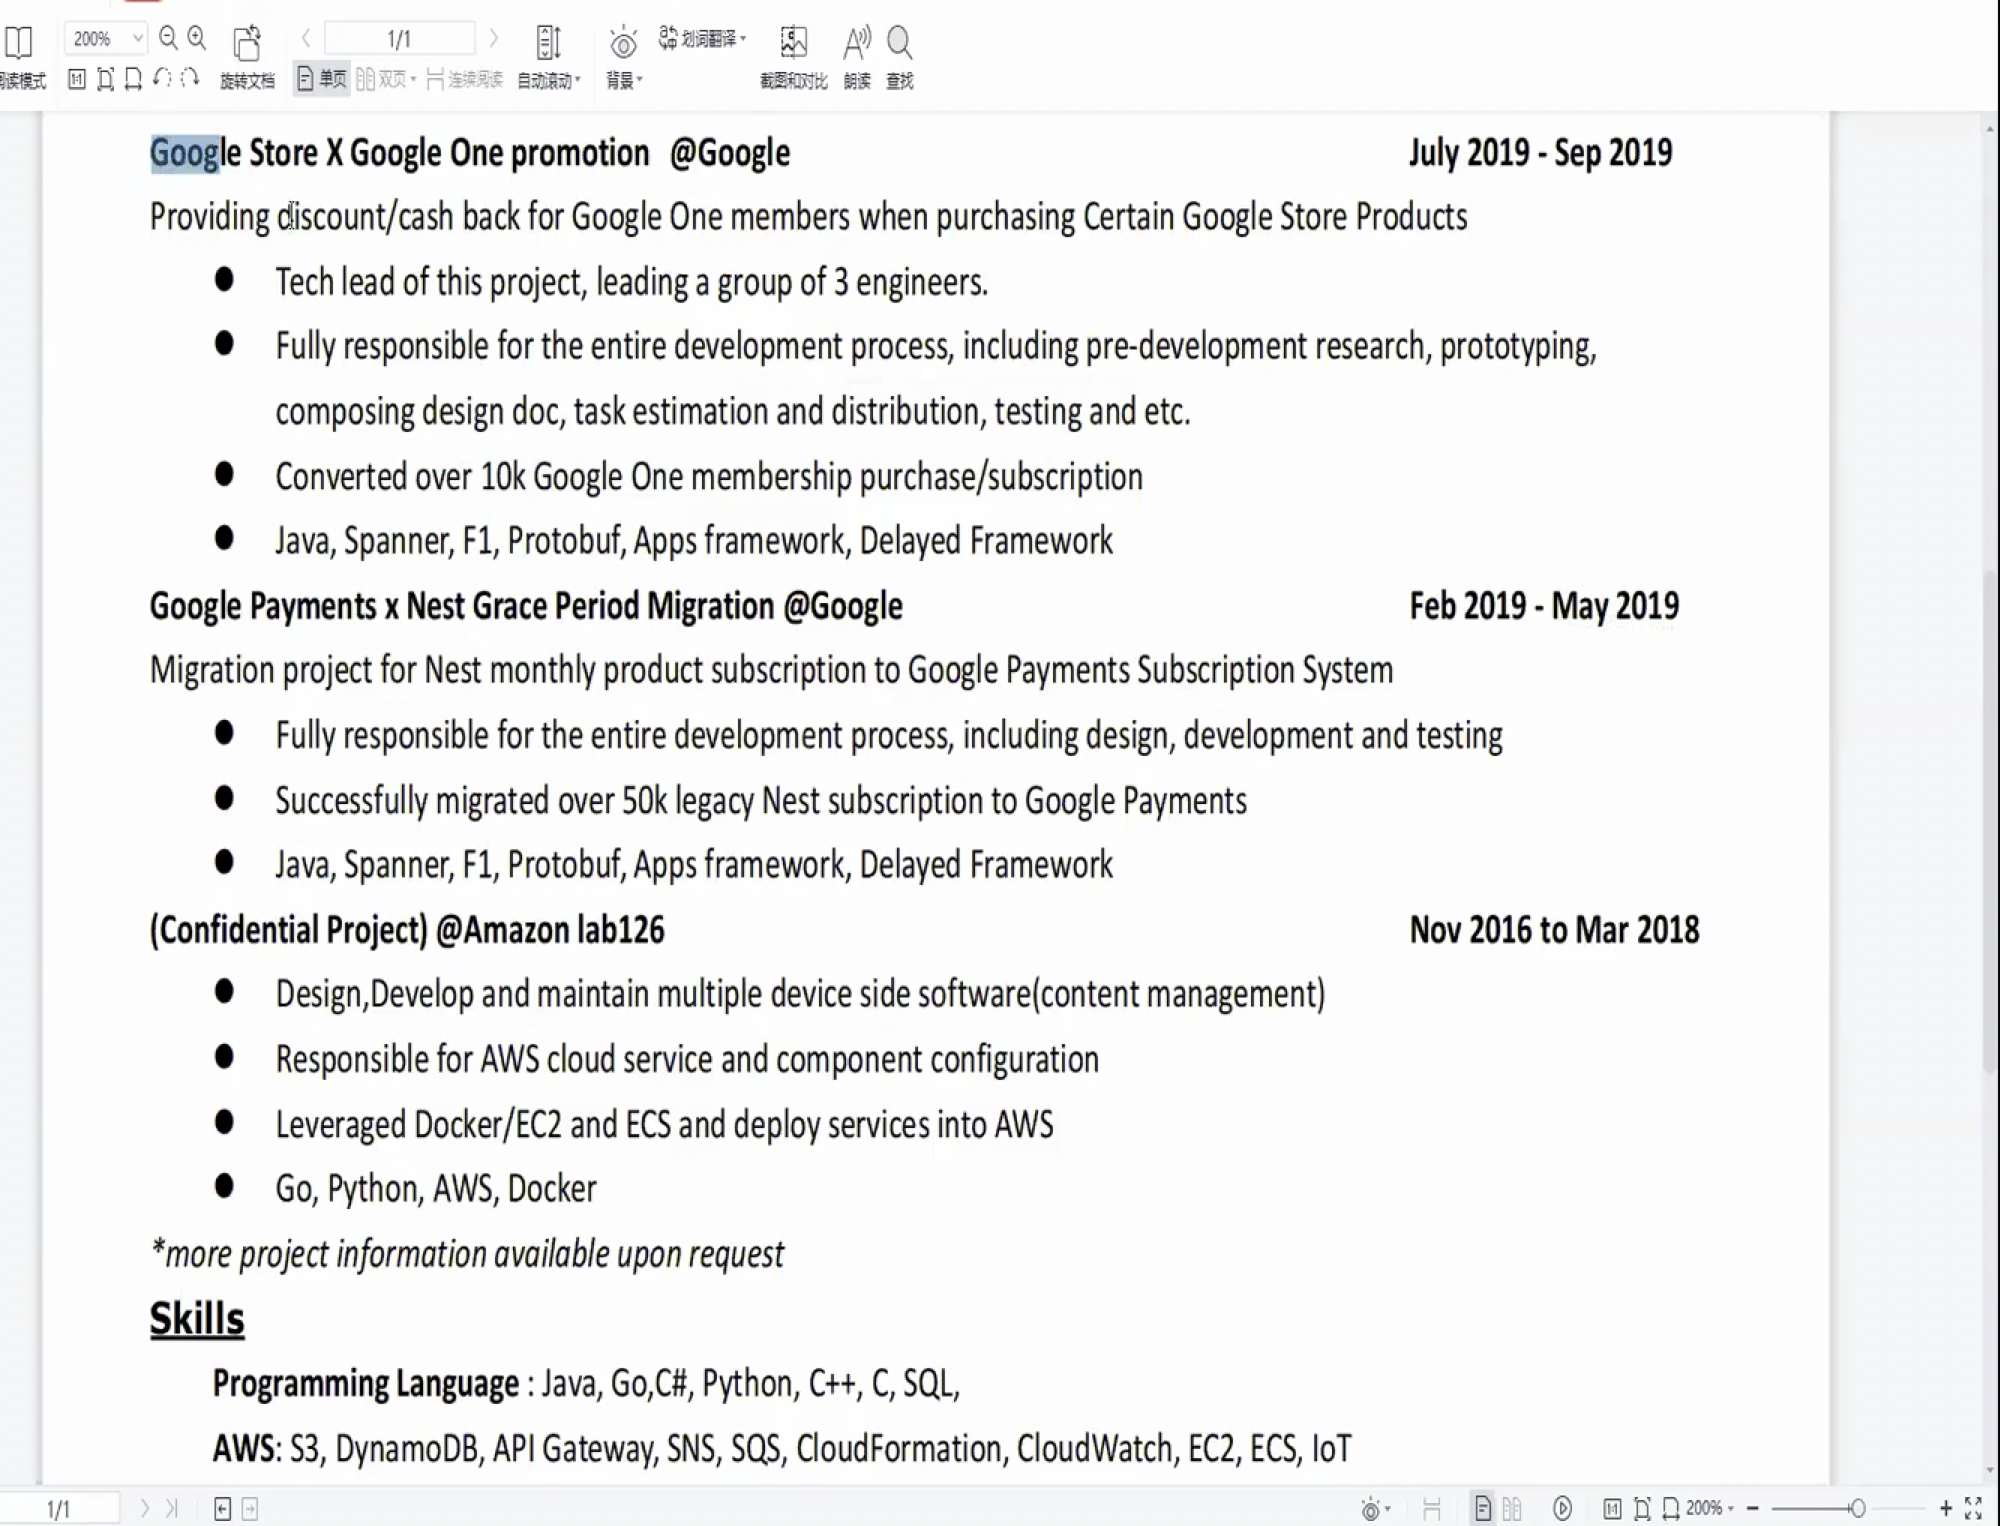 200%
1/1
划词翻译
旋转文档
单页
双页
连续阅读
自动滚动
背景
截图和对比
朗读
查找
Google Store X Google One promotion @Google July 2019 - Sep 2019
Providing discount/cash back for Google One members when purchasing Certain Google Store Products
● Tech lead of this project, leading a group of 3 engineers.
● Fully responsible for the entire development process, including pre-development research, prototyping,
composing design doc, task estimation and distribution, testing and etc.
● Converted over 10k Google One membership purchase/subscription
● Java, Spanner, F1, Protobuf, Apps framework, Delayed Framework
Google Payments x Nest Grace Period Migration @Google Feb 2019 - May 2019
Migration project for Nest monthly product subscription to Google Payments Subscription System
● Fully responsible for the entire development process, including design, development and testing
● Successfully migrated over 50k legacy Nest subscription to Google Payments
● Java, Spanner, F1, Protobuf, Apps framework, Delayed Framework
(Confidential Project) @Amazon lab126 Nov 2016 to Mar 2018
● Design,Develop and maintain multiple device side software(content management)
● Responsible for AWS cloud service and component configuration
● Leveraged Docker/EC2 and ECS and deploy services into AWS
● Go, Python, AWS, Docker
*more project information available upon request
Skills
Programming Language : Java, Go,C#, Python, C++, C, SQL,
AWS: S3, DynamoDB, API Gateway, SNS, SQS, CloudFormation, CloudWatch, EC2, ECS, IoT
1/1
200%